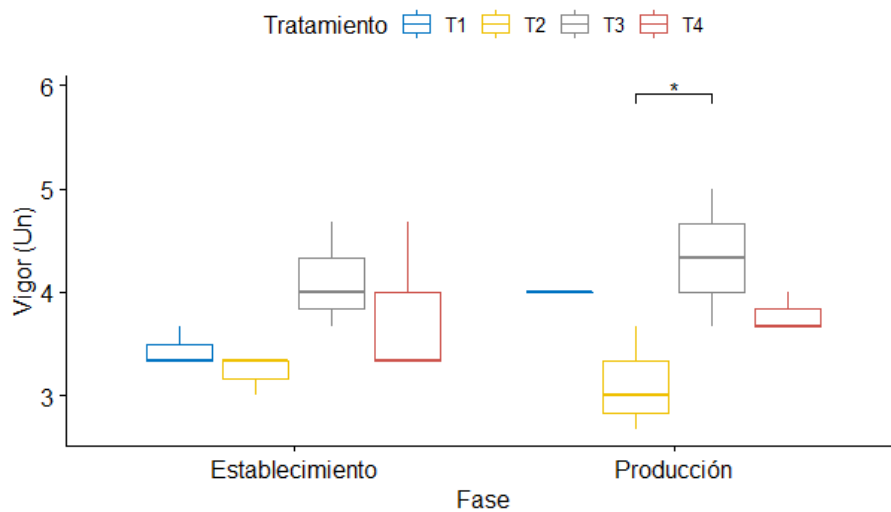 Tratamiento T1 T2 T3 T4
6
*
5
Vigor (Un)
4
3
Establecimiento Producción
Fase